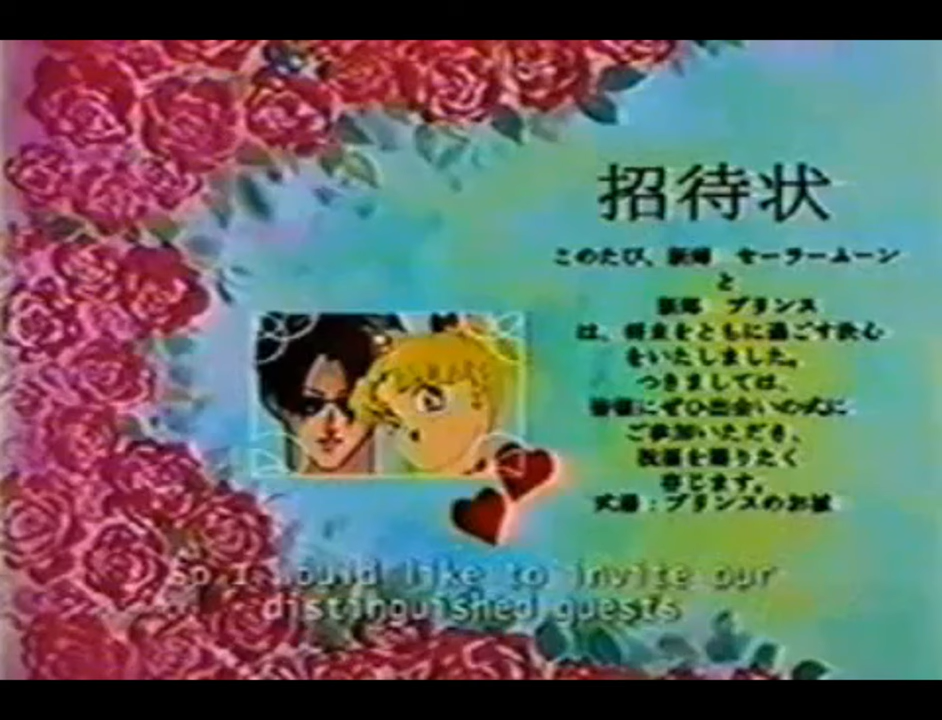 招待状
このたび、新婦 セーラームーン
と
新郎 プリンス
は、将来をともに過ごす決心
をいたしました。
つきましては、
皆様にぜひ出会いの式に
ご参加いただき、
祝福を賜りたく
存じます。
式場:プリンスのお城
So I would like to invite our
distinguished guests